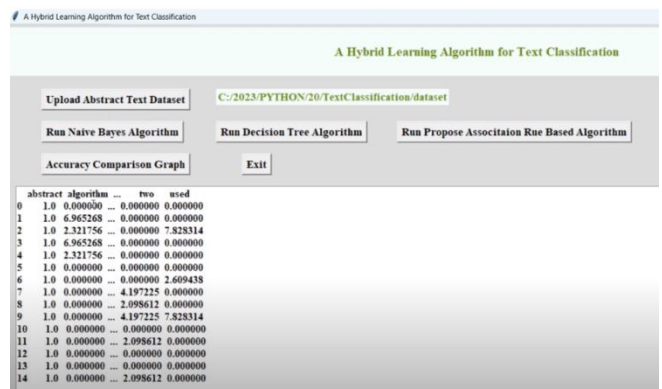 A Hybrid Learning Algorithm for Text Classification
A Hybrid Learning Algorithm for Text Classification
Upload Abstract Text Dataset C:/2023/PYTHON/20/TextClassification/dataset
Run Naive Bayes Algorithm Run Decision Tree Algorithm Run Propose Associtaion Rue Based Algorithm
Accuracy Comparison Graph Exit
abstract algorithm ... two used
0 1.0 0.000000 ... 0.000000 0.000000
1 1.0 6.965268 ... 0.000000 0.000000
2 1.0 2.321756 ... 0.000000 7.828314
3 1.0 6.965268 ... 0.000000 0.000000
4 1.0 2.321756 ... 0.000000 0.000000
5 1.0 0.000000 ... 0.000000 0.000000
6 1.0 0.000000 ... 0.000000 2.609438
7 1.0 0.000000 ... 4.197225 0.000000
8 1.0 0.000000 ... 2.098612 0.000000
9 1.0 0.000000 ... 4.197225 7.828314
10 1.0 0.000000 ... 0.000000 0.000000
11 1.0 0.000000 ... 2.098612 0.000000
12 1.0 0.000000 ... 0.000000 0.000000
13 1.0 0.000000 ... 0.000000 0.000000
14 1.0 0.000000 ... 2.098612 0.000000